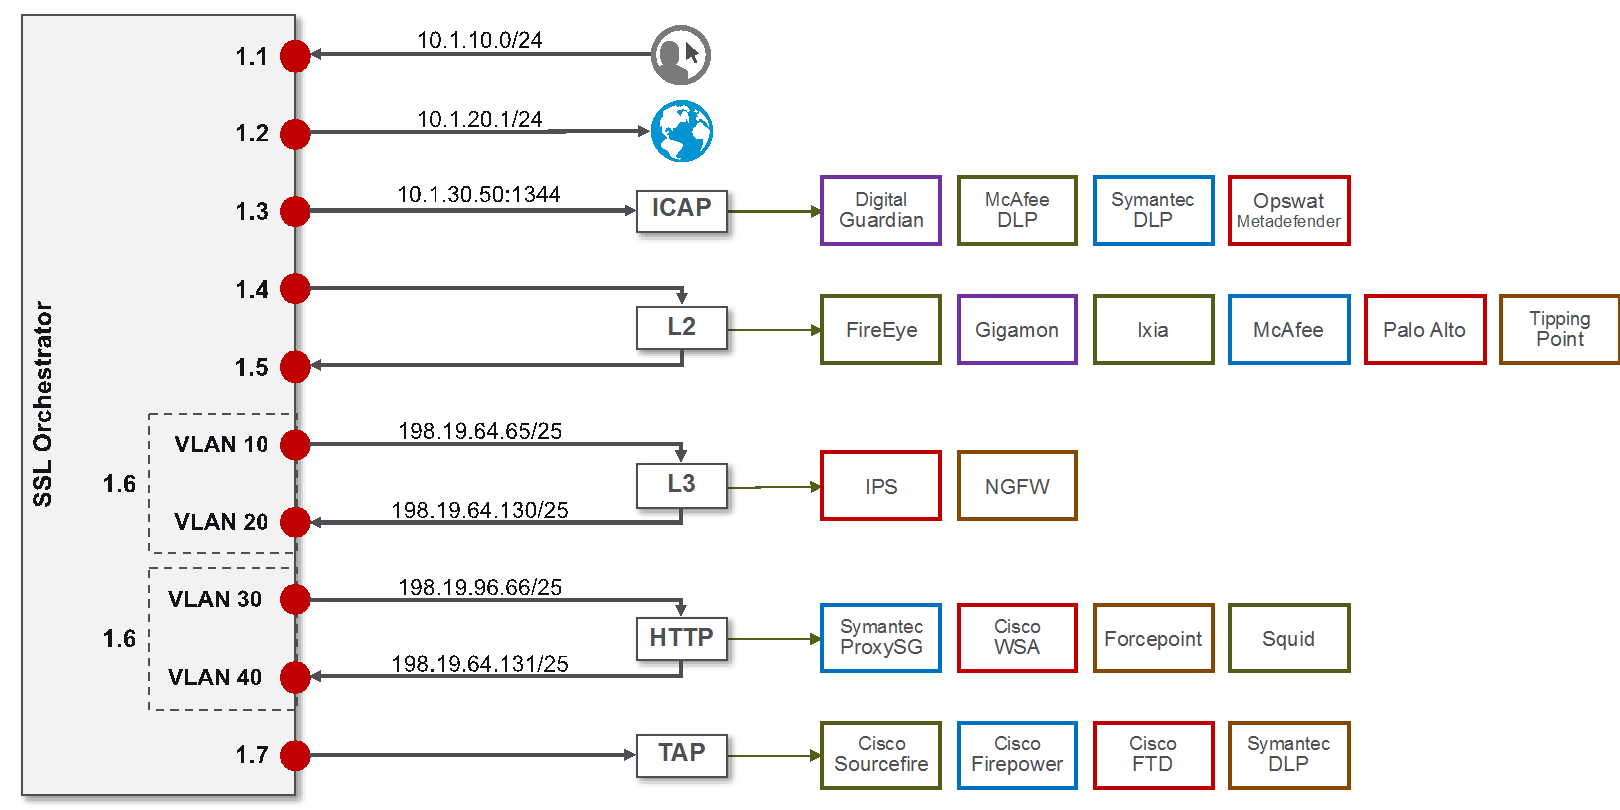 SSL Orchestrator
1.1
10.1.10.0/24
1.2
10.1.20.1/24
1.3
10.1.30.50:1344
ICAP
Digital
Guardian
McAfee
DLP
Symantec
DLP
Opswat
Metadefender
1.4
L2
FireEye
Gigamon
Ixia
McAfee
Palo Alto
Tipping
Point
1.5
1.6
VLAN 10
198.19.64.65/25
L3
IPS
NGFW
VLAN 20
198.19.64.130/25
1.6
VLAN 30
198.19.96.66/25
HTTP
Symantec
ProxySG
Cisco
WSA
Forcepoint
Squid
VLAN 40
198.19.64.131/25
1.7
TAP
Cisco
Sourcefire
Cisco
Firepower
Cisco
FTD
Symantec
DLP